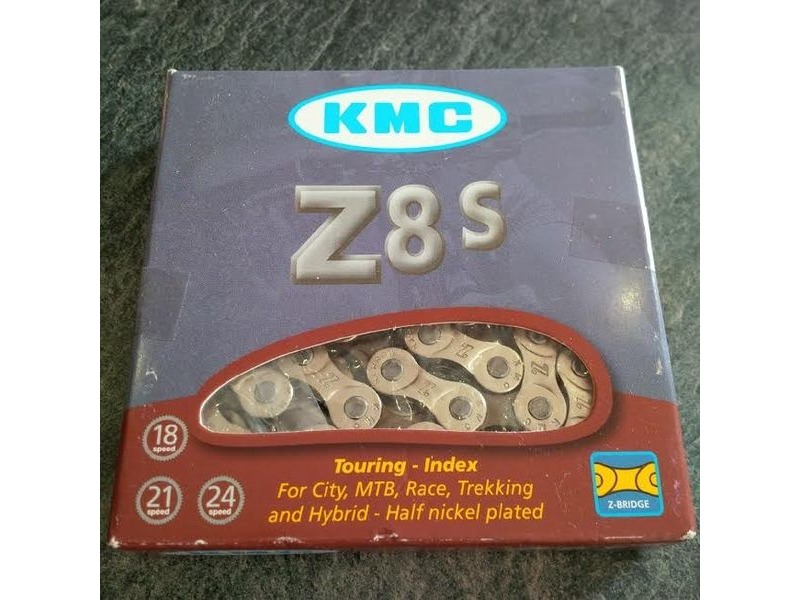 KMC
Z8S
18
speed
21
speed
24
speed
Touring - Index
For City, MTB, Race, Trekking
and Hybrid - Half nickel plated
Z-BRIDGE